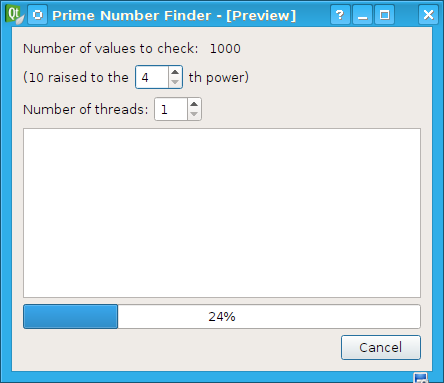 Qt Prime Number Finder - [Preview] ?
Number of values to check: 1000
(10 raised to the 4 th power)
Number of threads: 1
24%
Cancel